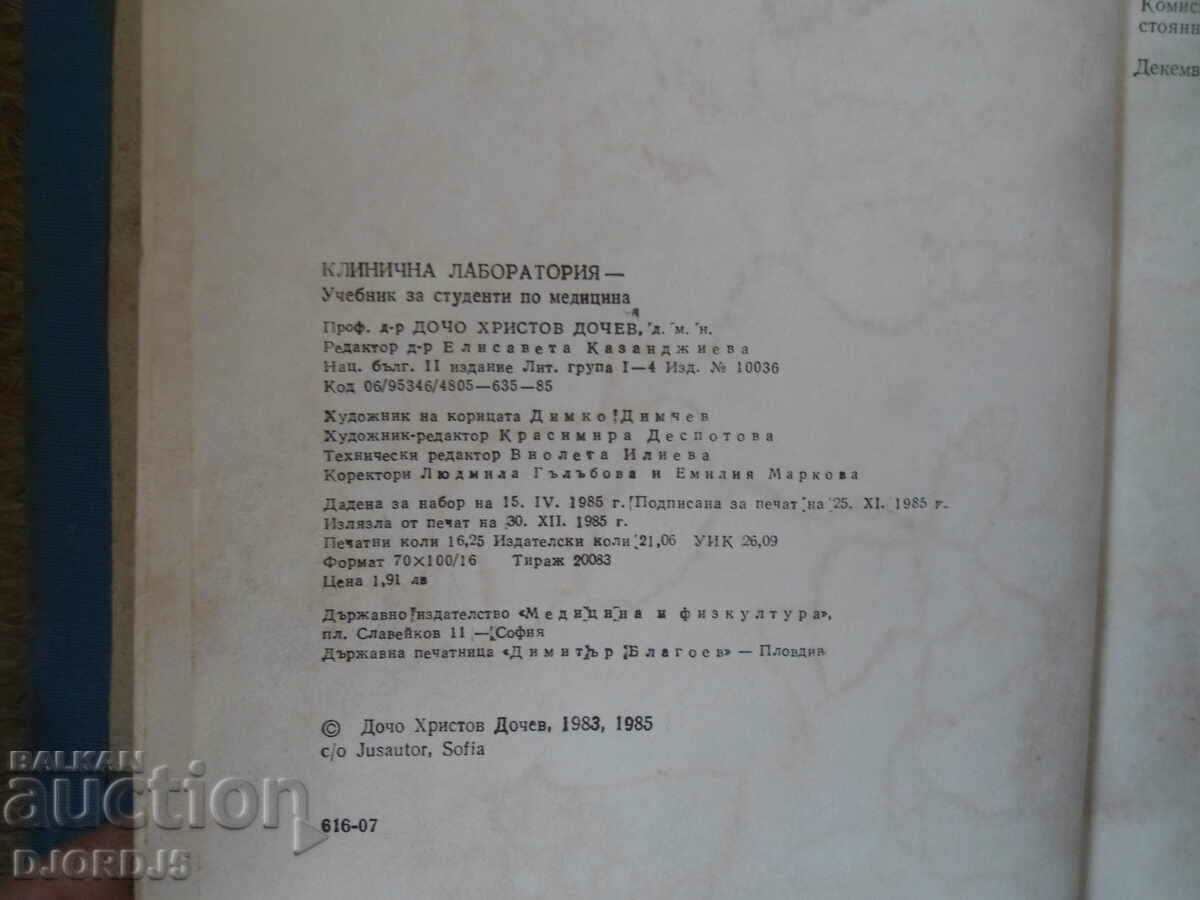 Комис
стоянн
Декемв
КЛИНИЧНА ЛАБОРАТОРИЯ —
Учебник за студенти по медицина
Проф. д-р ДОЧО ХРИСТОВ ДОЧЕВ, д. м. н.
Редактор д-р Елисавета Казанджиева
Нац. бълг. II издание Лит. група I—4 Изд. № 10036
Код 06/95346/4805—635—85
Художник на корицата Димко Димчев
Художник-редактор Красимира Деспотова
Технически редактор Виолета Илиева
Коректори Людмила Гълъбова и Емилия Маркова
Дадена за набор на 15. IV. 1985 г. Подписана за печат на 25. XI. 1985 г.
Излязла от печат на 30. XII. 1985 г.
Печатни коли 16,25 Издателски коли 21,06 УИК 26,09
Формат 70×100/16 Тираж 20083
Цена 1,91 лв
Държавно издателство «Медицина и физкултура»,
пл. Славейков 11 — София
Държавна печатница «Димитър Благоев» — Пловдив
© Дочо Христов Дочев, 1983, 1985
c/o Jusautor, Sofia
616-07
BALKAN
auction
DJORDJ5